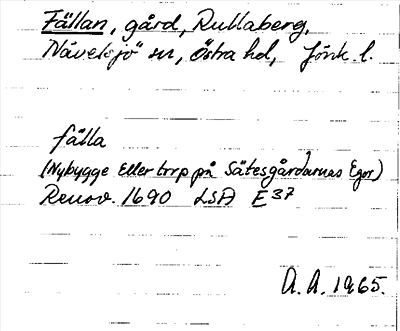 Fällan, gård, Rullaberg,
Nävelsjö sn, Östra hd, Jönk. l.
fälla
(Nybygge Eller torp på Sätesgårdarnas Egor)
Renov. 1690 LSA E37
A. A. 1965.